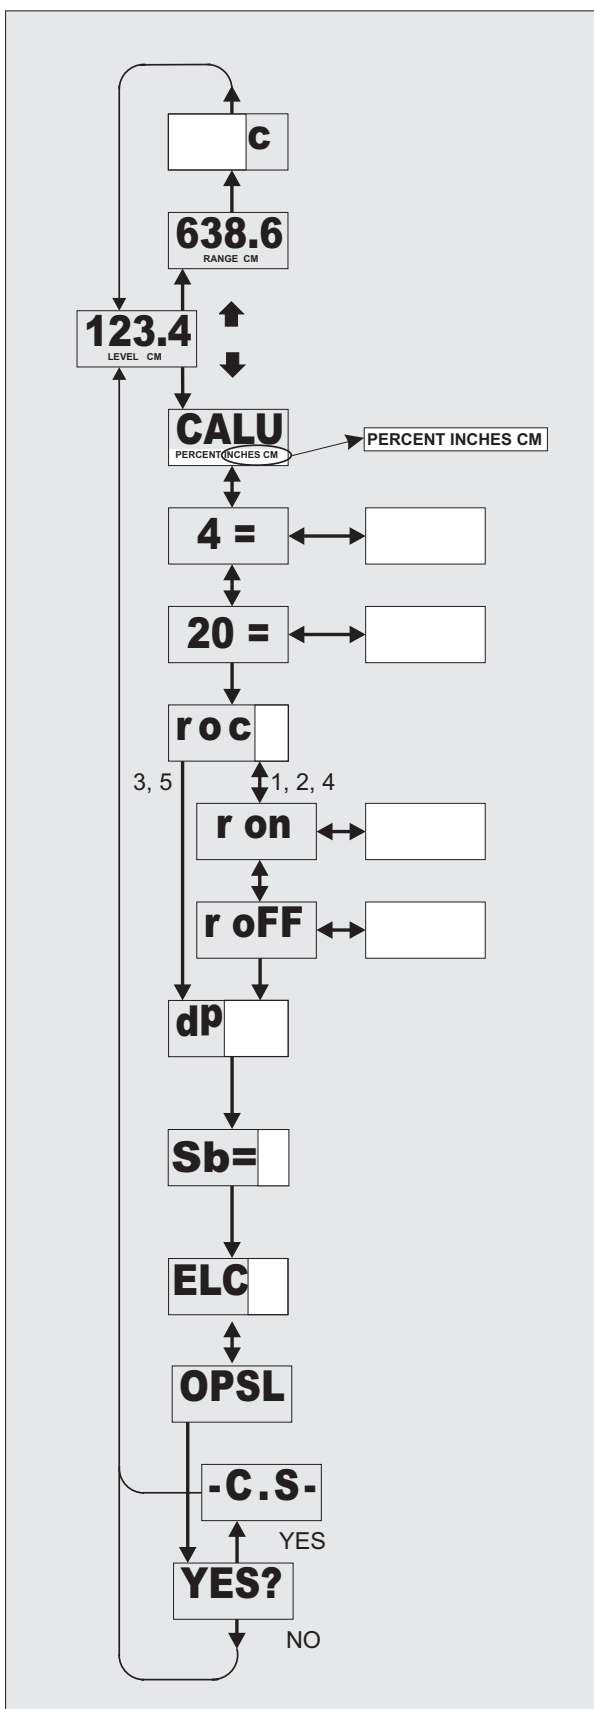 c
638.6
RANGE CM
123.4
LEVEL CM
CALU
PERCENT INCHES CM
PERCENT INCHES CM
4 =
20 =
r o c
3, 5
1, 2, 4
r on
r oFF
dp
Sb=
ELC
OPSL
-C.S-
YES
YES?
NO